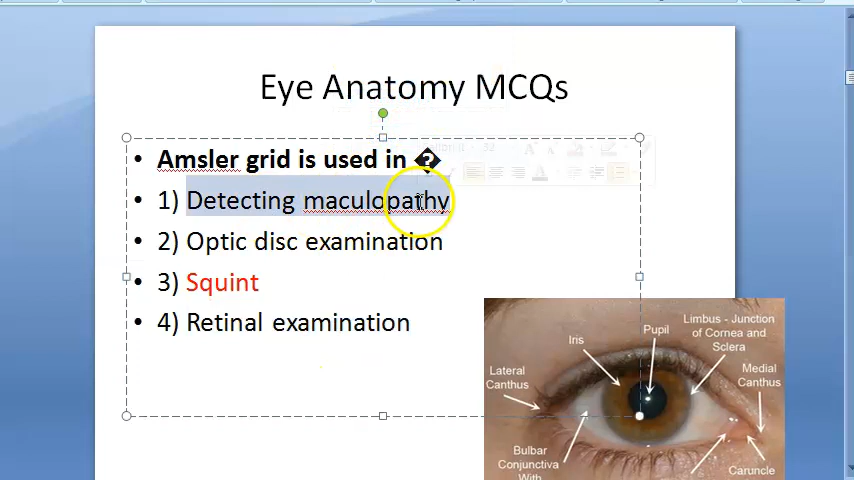 Eye Anatomy MCQs
• Amsler grid is used in �
• 1) Detecting maculopathy
• 2) Optic disc examination
• 3) Squint
• 4) Retinal examination
Limbus - Junction
of Cornea and
Sclera
Pupil
Iris
Lateral
Canthus
Medial
Canthus
Bulbar
Conjunctiva
With
Caruncle